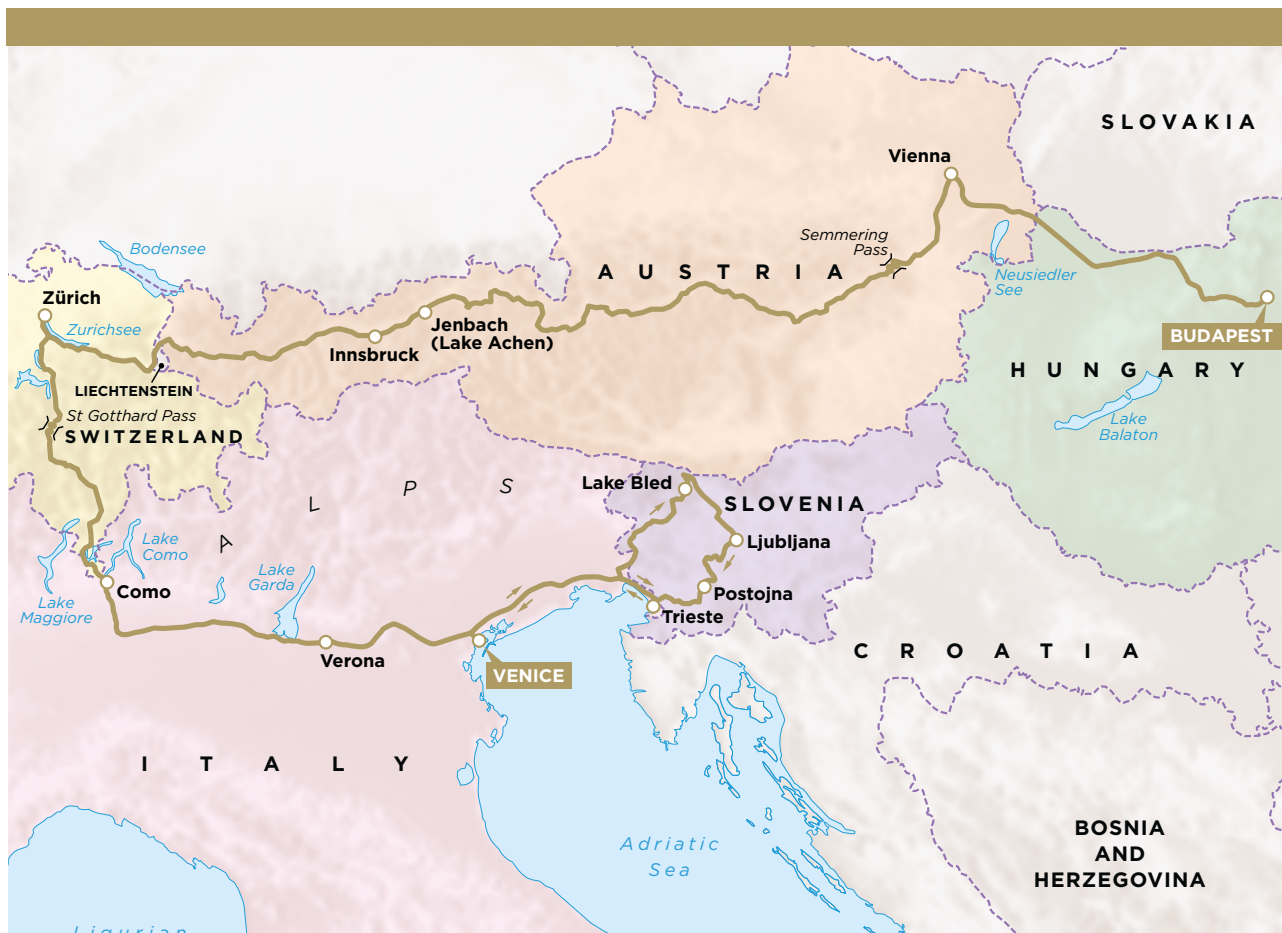 SLOVAKIA
Vienna
Semmering
Pass
Bodensee
AUSTRIA
Neusiedler
See
Zürich
Zurichsee
Jenbach
(Lake Achen)
Innsbruck
BUDAPEST
LIECHTENSTEIN
HUNGARY
St Gotthard Pass
SWITZERLAND
Lake
Balaton
ALPS
Lake Bled
SLOVENIA
Lake
Como
Ljubljana
Lake
Garda
Como
Postojna
Lake
Maggiore
Trieste
Verona
CROATIA
VENICE
ITALY
BOSNIA
AND
HERZEGOVINA
Adriatic
Sea
Ligurian